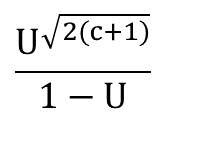 U^√(2(c+1))
1 − U